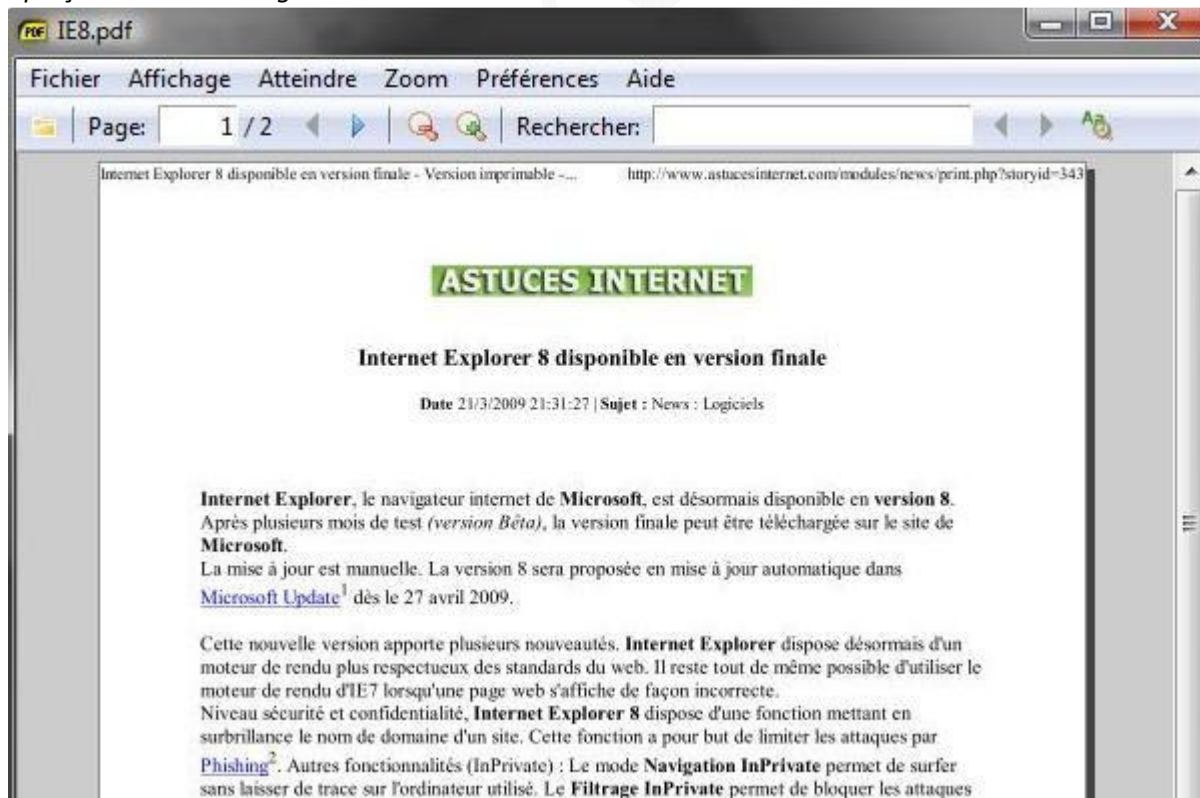 IE8.pdf
Fichier Affichage Atteindre Zoom Préférences Aide
Page: 1 / 2 Rechercher:
Internet Explorer 8 disponible en version finale - Version imprimable -... http://www.astucesinternet.com/modules/news/print.php?storyid=343
ASTUCES INTERNET
Internet Explorer 8 disponible en version finale
Date 21/3/2009 21:31:27 | Sujet : News : Logiciels
Internet Explorer, le navigateur internet de Microsoft, est désormais disponible en version 8.
Après plusieurs mois de test (version Bêta), la version finale peut être téléchargée sur le site de
Microsoft.
La mise à jour est manuelle. La version 8 sera proposée en mise à jour automatique dans
Microsoft Update1 dès le 27 avril 2009.
Cette nouvelle version apporte plusieurs nouveautés. Internet Explorer dispose désormais d'un
moteur de rendu plus respectueux des standards du web. Il reste tout de même possible d'utiliser le
moteur de rendu d'IE7 lorsqu'une page web s'affiche de façon incorrecte.
Niveau sécurité et confidentialité, Internet Explorer 8 dispose d'une fonction mettant en
surbrillance le nom de domaine d'un site. Cette fonction a pour but de limiter les attaques par
Phishing2. Autres fonctionnalités (InPrivate) : Le mode Navigation InPrivate permet de surfer
sans laisser de trace sur l'ordinateur utilisé. Le Filtrage InPrivate permet de bloquer les attaques